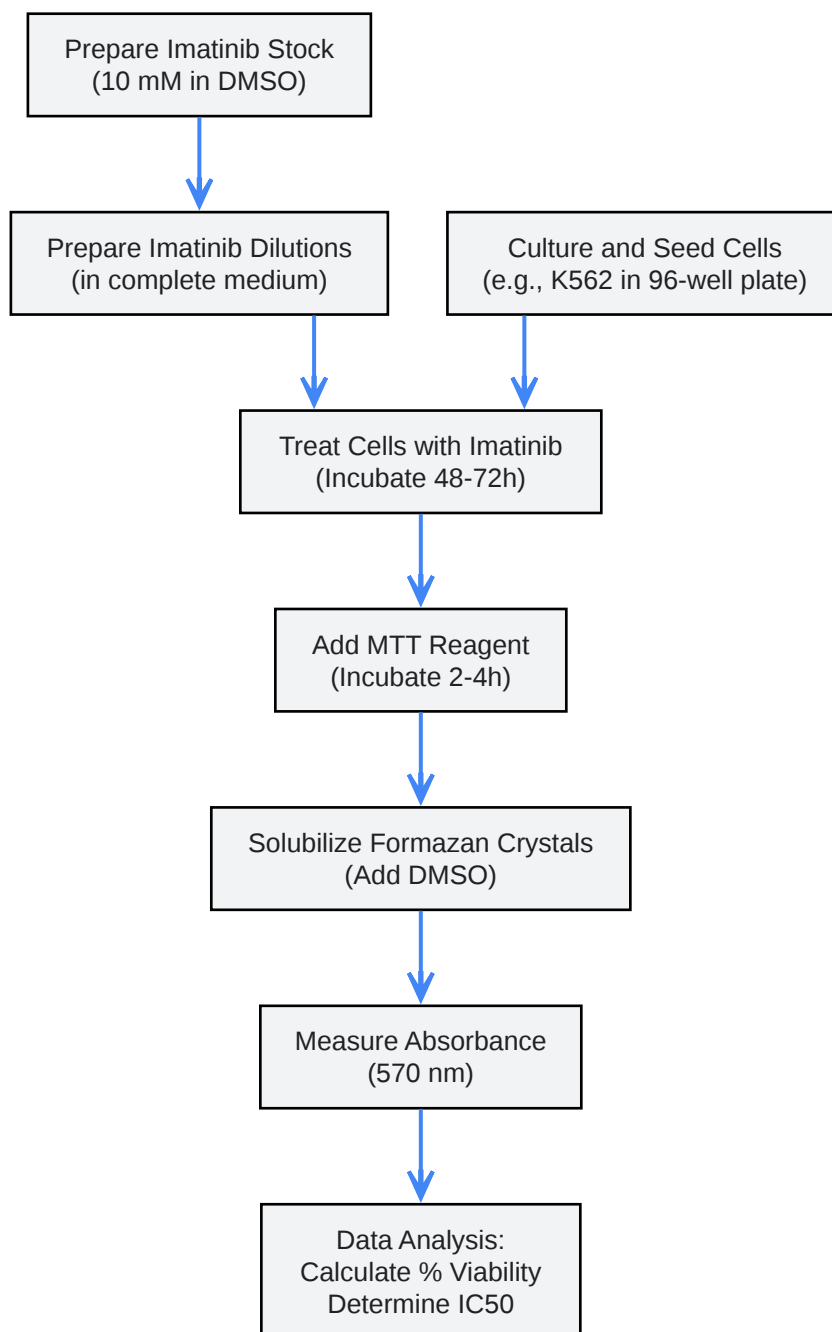 Prepare Imatinib Stock
(10 mM in DMSO)
Prepare Imatinib Dilutions
(in complete medium)
Culture and Seed Cells
(e.g., K562 in 96-well plate)
Treat Cells with Imatinib
(Incubate 48-72h)
Add MTT Reagent
(Incubate 2-4h)
Solubilize Formazan Crystals
(Add DMSO)
Measure Absorbance
(570 nm)
Data Analysis:
Calculate % Viability
Determine IC50